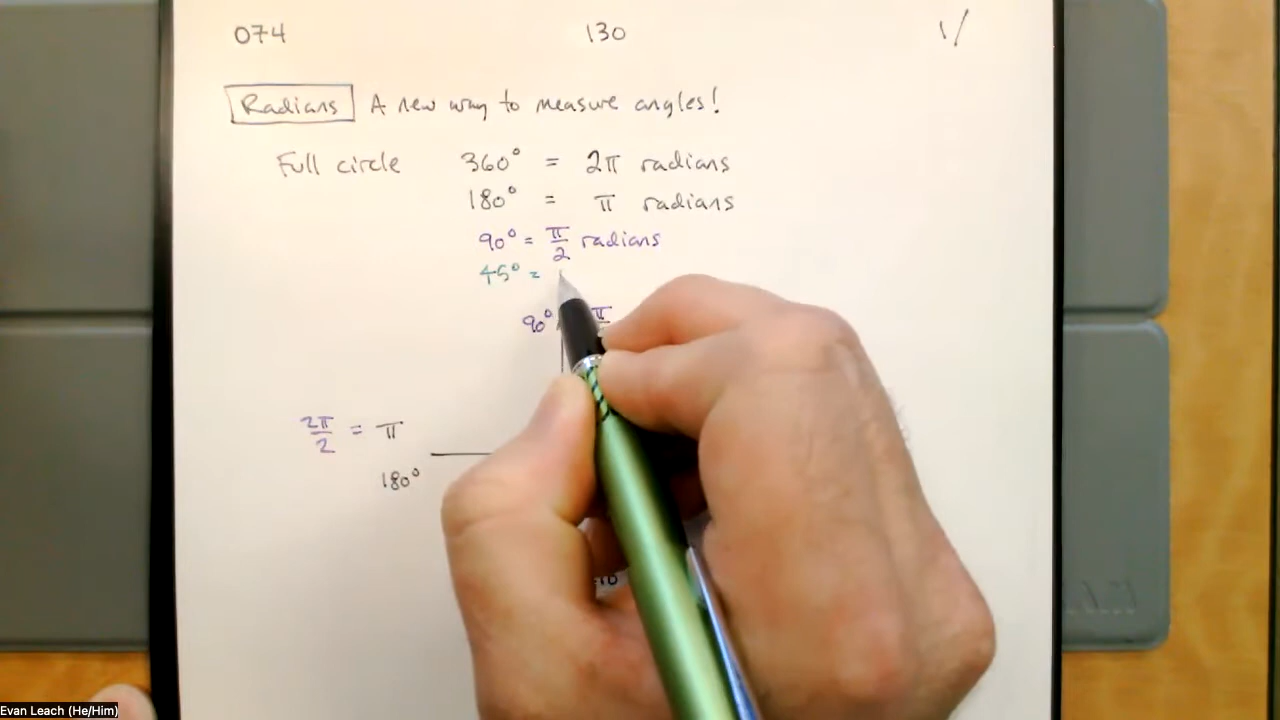 074 130 1/
Radians A new way to measure angles!
Full circle 360° = 2π radians
180° = π radians
90° = π/2 radians
45° =
90° π
2π/2 = π
180°
Evan Leach (He/Him)